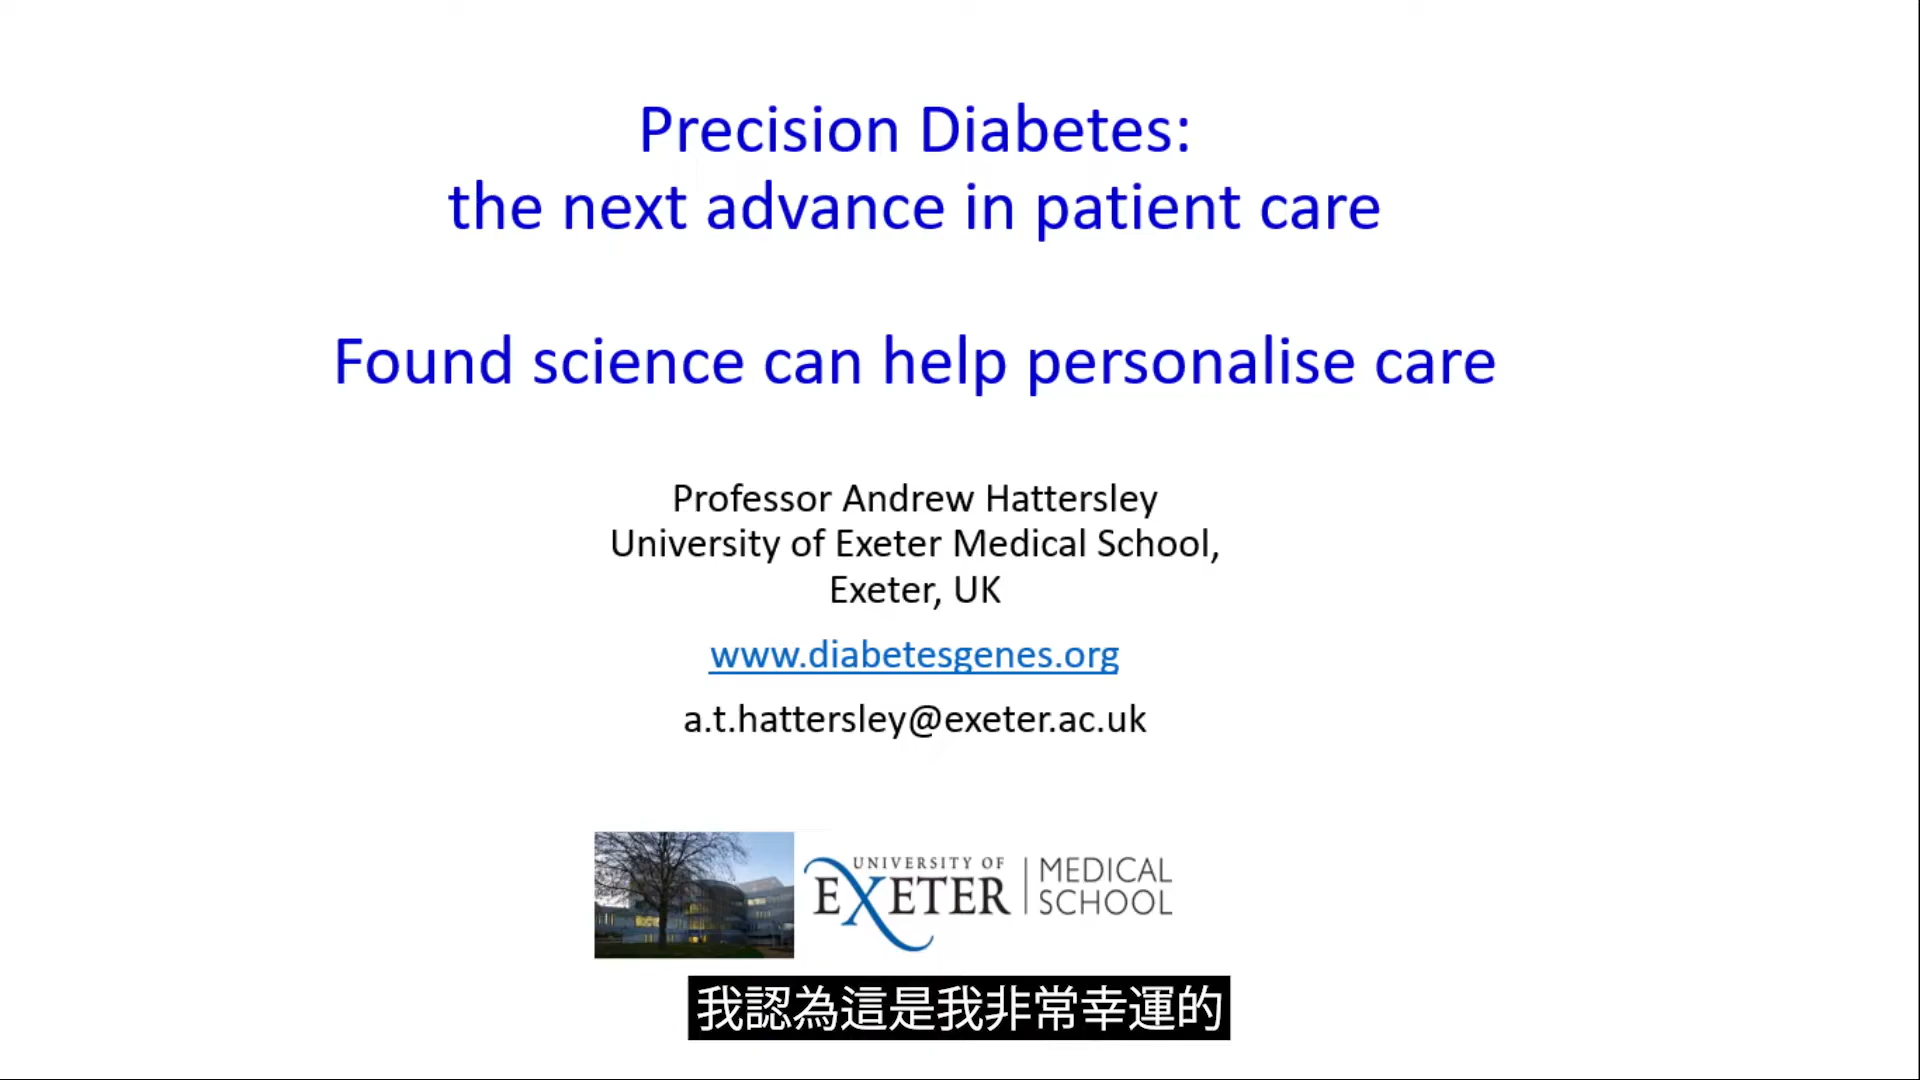 Precision Diabetes:
the next advance in patient care
Found science can help personalise care
Professor Andrew Hattersley
University of Exeter Medical School,
Exeter, UK
www.diabetesgenes.org
a.t.hattersley@exeter.ac.uk
UNIVERSITY OF
EXETER
MEDICAL
SCHOOL
我認為這是我非常幸運的